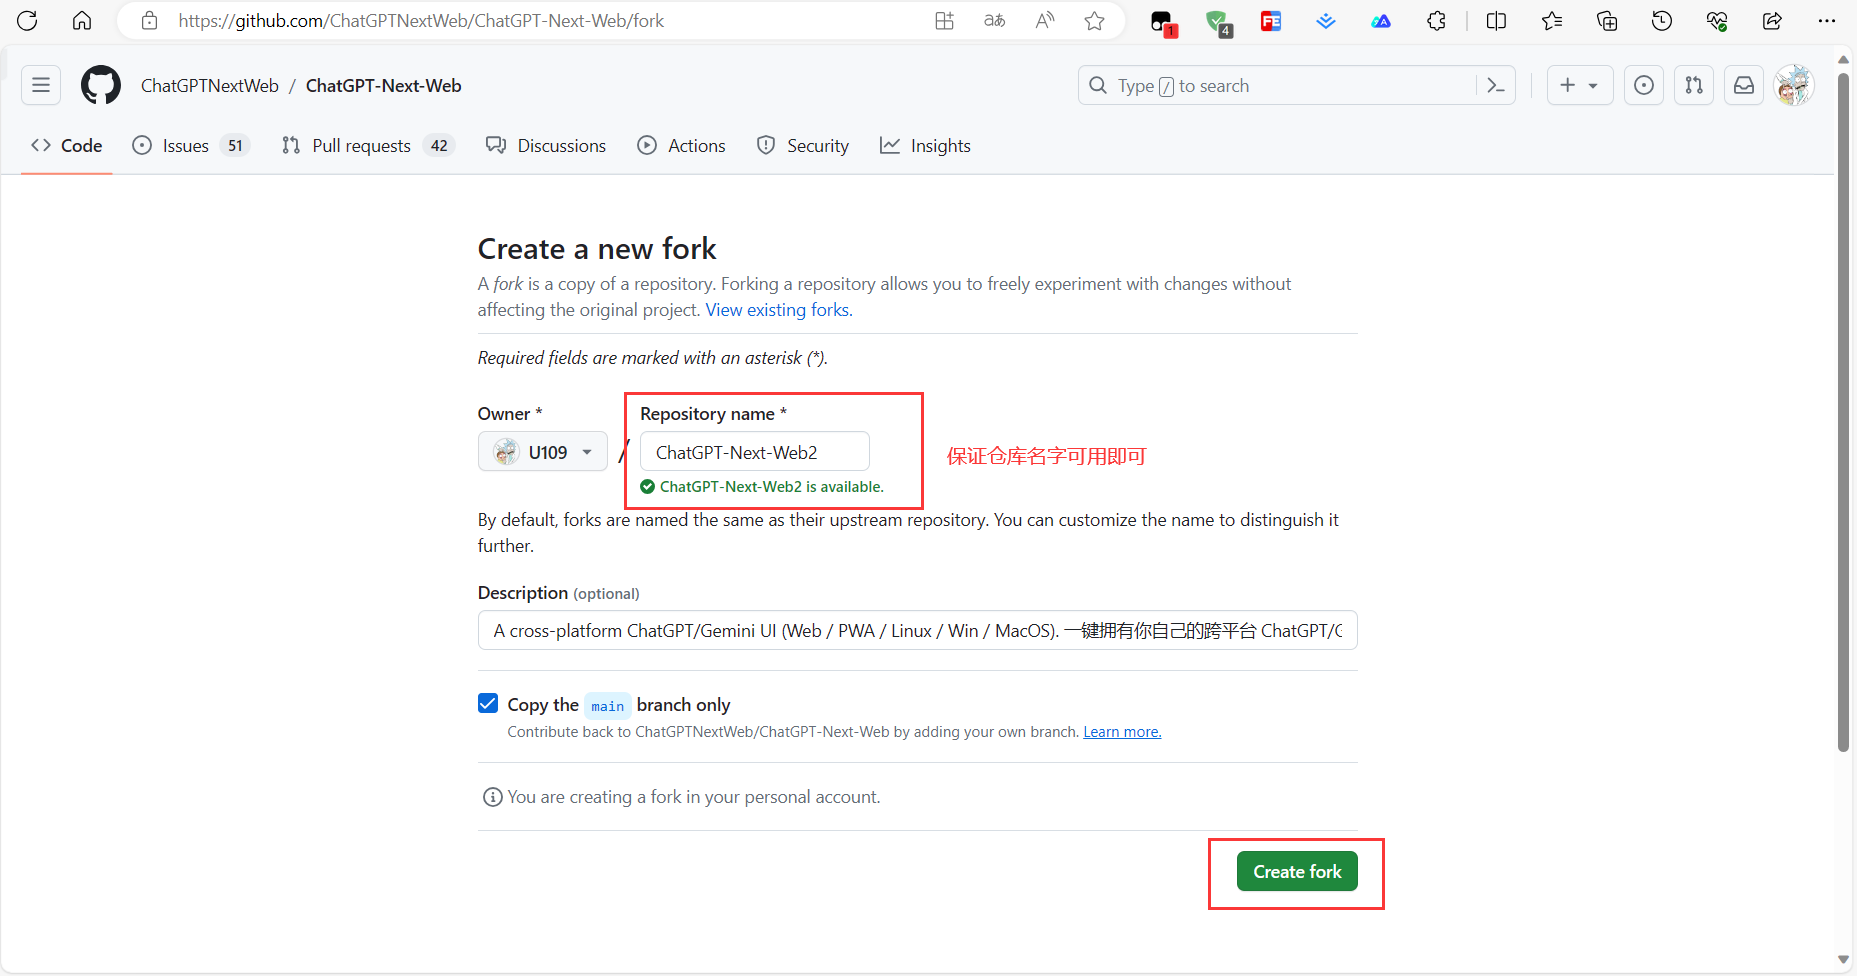 https://github.com/ChatGPTNextWeb/ChatGPT-Next-Web/fork
1
4
FE
ChatGPTNextWeb / ChatGPT-Next-Web
Type / to search
Code
Issues 51
Pull requests 42
Discussions
Actions
Security
Insights
Create a new fork
A fork is a copy of a repository. Forking a repository allows you to freely experiment with changes without
affecting the original project. View existing forks.
Required fields are marked with an asterisk (*).
Owner *
Repository name *
U109
/
ChatGPT-Next-Web2
保证仓库名字可用即可
ChatGPT-Next-Web2 is available.
By default, forks are named the same as their upstream repository. You can customize the name to distinguish it
further.
Description (optional)
A cross-platform ChatGPT/Gemini UI (Web / PWA / Linux / Win / MacOS). 一键拥有你自己的跨平台 ChatGPT/G
Copy the main branch only
Contribute back to ChatGPTNextWeb/ChatGPT-Next-Web by adding your own branch. Learn more.
You are creating a fork in your personal account.
Create fork